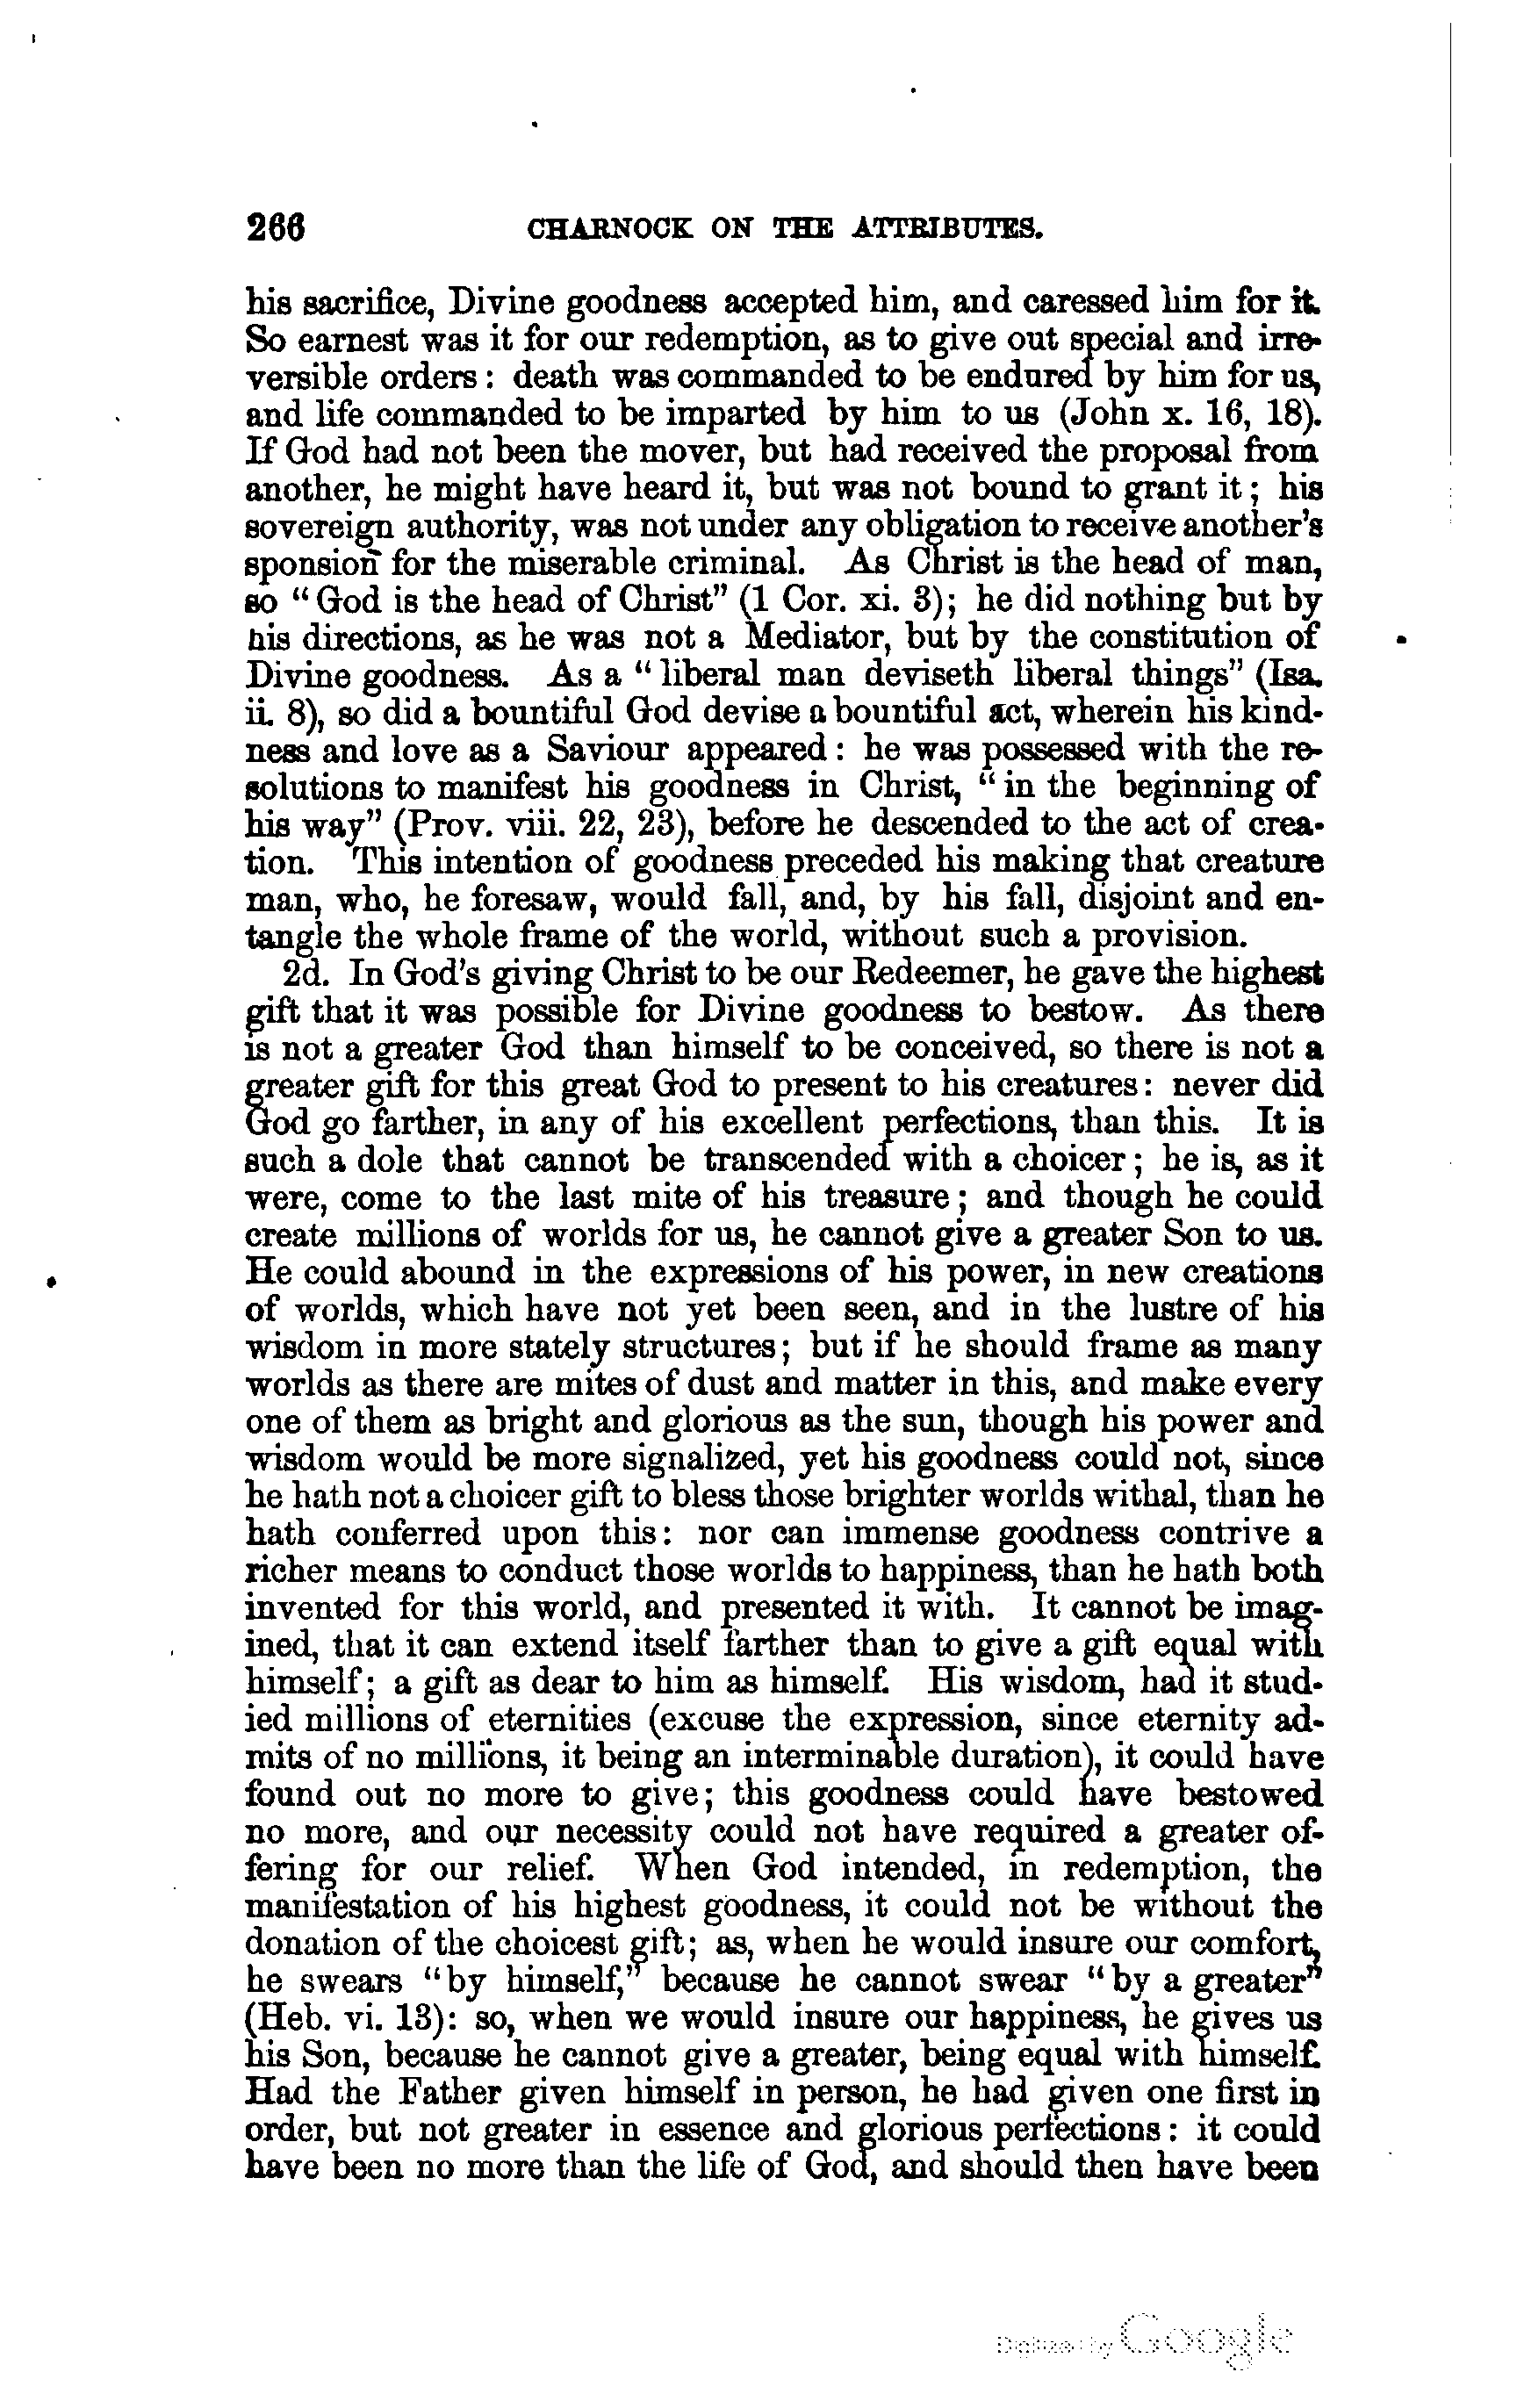 266 CHARNOCK ON THE ATTRIBUTES.
his sacrifice, Divine goodness accepted him, and caressed him for it.
So earnest was it for our redemption, as to give out special and irre-
versible orders: death was commanded to be endured by him for us,
and life commanded to be imparted by him to us (John x. 16, 18).
If God had not been the mover, but had received the proposal from
another, he might have heard it, but was not bound to grant it; his
sovereign authority, was not under any obligation to receive another's
sponsion for the miserable criminal. As Christ is the head of man,
so "God is the head of Christ" (1 Cor. xi. 3); he did nothing but by
his directions, as he was not a Mediator, but by the constitution of
Divine goodness. As a "liberal man deviseth liberal things" (Isa.
ii. 8), so did a bountiful God devise a bountiful act, wherein his kind-
ness and love as a Saviour appeared: he was possessed with the re-
solutions to manifest his goodness in Christ, "in the beginning of
his way" (Prov. viii. 22, 23), before he descended to the act of crea-
tion. This intention of goodness preceded his making that creature
man, who, he foresaw, would fall, and, by his fall, disjoint and en-
tangle the whole frame of the world, without such a provision.
2d. In God's giving Christ to be our Redeemer, he gave the highest
gift that it was possible for Divine goodness to bestow. As there
is not a greater God than himself to be conceived, so there is not a
greater gift for this great God to present to his creatures: never did
God go farther, in any of his excellent perfections, than this. It is
such a dole that cannot be transcended with a choicer; he is, as it
were, come to the last mite of his treasure; and though he could
create millions of worlds for us, he cannot give a greater Son to us.
He could abound in the expressions of his power, in new creations
of worlds, which have not yet been seen, and in the lustre of his
wisdom in more stately structures; but if he should frame as many
worlds as there are mites of dust and matter in this, and make every
one of them as bright and glorious as the sun, though his power and
wisdom would be more signalized, yet his goodness could not, since
he hath not a choicer gift to bless those brighter worlds withal, than he
hath conferred upon this: nor can immense goodness contrive a
richer means to conduct those worlds to happiness, than he hath both
invented for this world, and presented it with. It cannot be imag-
ined, that it can extend itself farther than to give a gift equal with
himself; a gift as dear to him as himself. His wisdom, had it stud-
ied millions of eternities (excuse the expression, since eternity ad-
mits of no millions, it being an interminable duration), it could have
found out no more to give; this goodness could have bestowed
no more, and our necessity could not have required a greater of-
fering for our relief. When God intended, in redemption, the
manifestation of his highest goodness, it could not be without the
donation of the choicest gift; as, when he would insure our comfort,
he swears "by himself," because he cannot swear "by a greater"
(Heb. vi. 13): so, when we would insure our happiness, he gives us
his Son, because he cannot give a greater, being equal with himself.
Had the Father given himself in person, he had given one first in
order, but not greater in essence and glorious perfections: it could
have been no more than the life of God, and should then have been
Digitized by Google